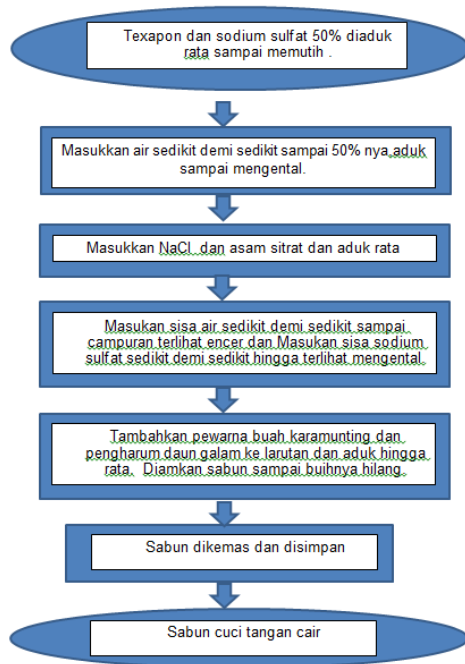 Texapon dan sodium sulfat 50% diaduk
rata sampai memutih .
Masukkan air sedikit demi sedikit sampai 50% nya,aduk
sampai mengental.
Masukkan NaCl dan asam sitrat dan aduk rata
Masukan sisa air sedikit demi sedikit sampai
campuran terlihat encer dan Masukan sisa sodium
sulfat sedikit demi sedikit hingga terlihat mengental.
Tambahkan pewarna buah karamunting dan
pengharum daun galam ke larutan dan aduk hingga
rata. Diamkan sabun sampai buihnya hilang.
Sabun dikemas dan disimpan
Sabun cuci tangan cair